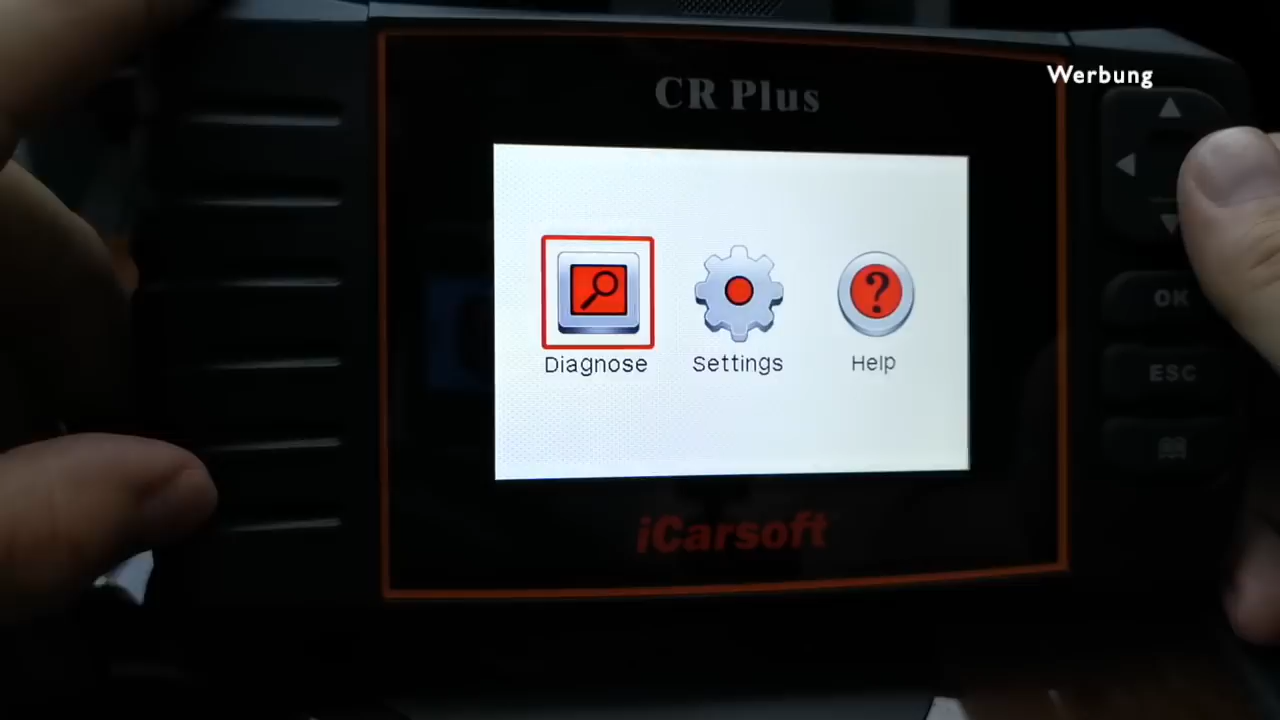 Werbung
CR Plus
Diagnose
Settings
Help
OK
ESC
iCarsoft